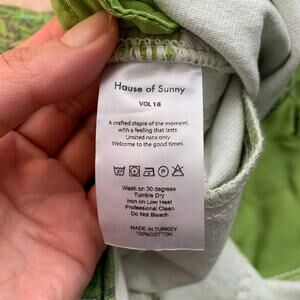 House of Sunny
VOL 18
A crafted staple of the moment,
with a feeling that lasts.
Limited runs only
Welcome to the good times.
Wash on 30 degrees
Tumble Dry
Iron on Low Heat
Professional Clean
Do Not Bleach
MADE IN TURKEY
100%COTTON